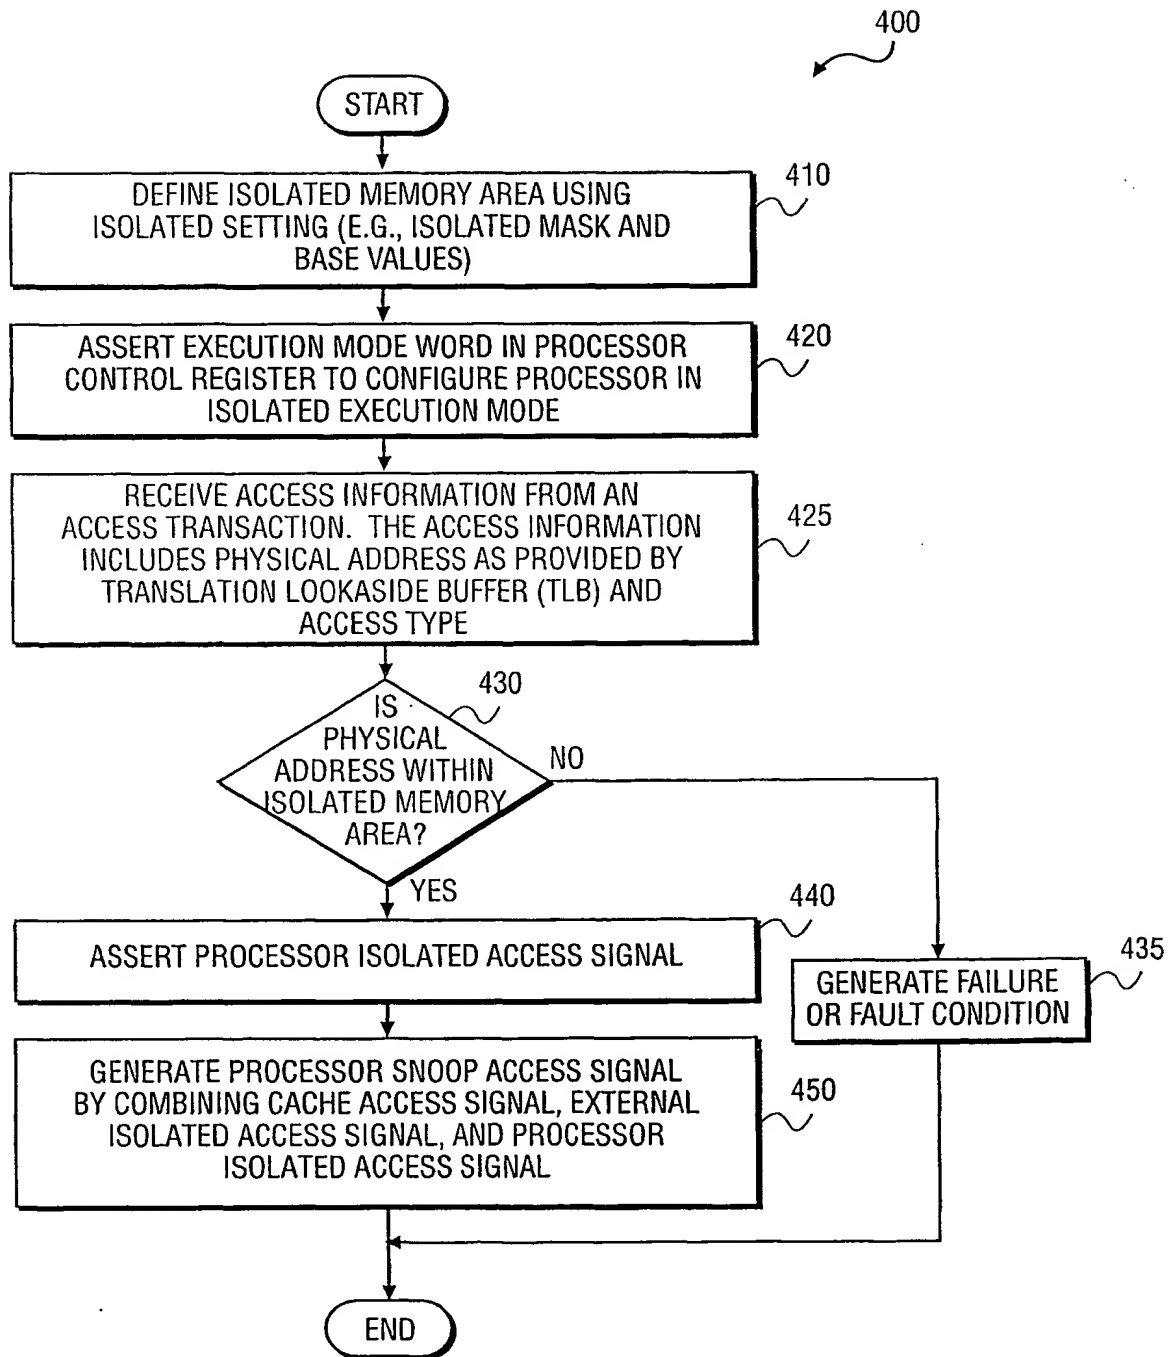 400
START
DEFINE ISOLATED MEMORY AREA USING
ISOLATED SETTING (E.G., ISOLATED MASK AND
BASE VALUES)
410
ASSERT EXECUTION MODE WORD IN PROCESSOR
CONTROL REGISTER TO CONFIGURE PROCESSOR IN
ISOLATED EXECUTION MODE
420
RECEIVE ACCESS INFORMATION FROM AN
ACCESS TRANSACTION. THE ACCESS INFORMATION
INCLUDES PHYSICAL ADDRESS AS PROVIDED BY
TRANSLATION LOOKASIDE BUFFER (TLB) AND
ACCESS TYPE
425
IS
PHYSICAL
ADDRESS WITHIN
ISOLATED MEMORY
AREA?
430
NO
YES
ASSERT PROCESSOR ISOLATED ACCESS SIGNAL
440
GENERATE FAILURE
OR FAULT CONDITION
435
GENERATE PROCESSOR SNOOP ACCESS SIGNAL
BY COMBINING CACHE ACCESS SIGNAL, EXTERNAL
ISOLATED ACCESS SIGNAL, AND PROCESSOR
ISOLATED ACCESS SIGNAL
450
END